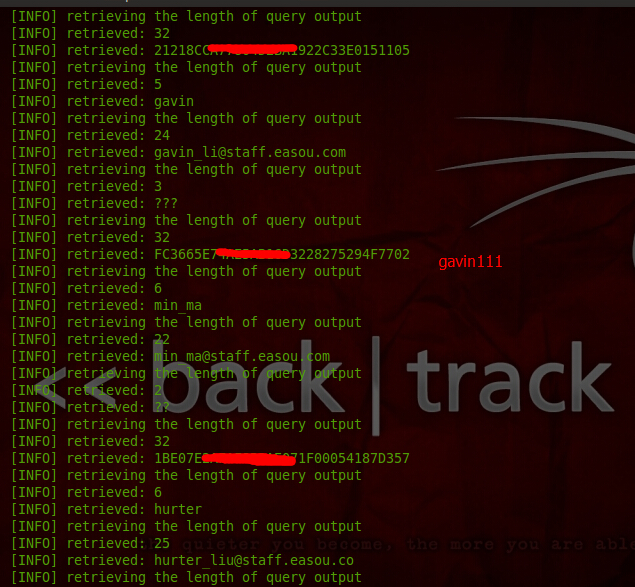 [INFO] retrieving the length of query output
[INFO] retrieved: 32
[INFO] retrieved: 21218CC 1922C33E0151105
[INFO] retrieving the length of query output
[INFO] retrieved: 5
[INFO] retrieved: gavin
[INFO] retrieving the length of query output
[INFO] retrieved: 24
[INFO] retrieved: gavin_li@staff.easou.com
[INFO] retrieving the length of query output
[INFO] retrieved: 3
[INFO] retrieved: ???
[INFO] retrieving the length of query output
[INFO] retrieved: 32
[INFO] retrieved: FC3665E7 3228275294F7702
gavin111
[INFO] retrieving the length of query output
[INFO] retrieved: 6
[INFO] retrieved: min_ma
[INFO] retrieving the length of query output
[INFO] retrieved: 22
[INFO] retrieved: min_ma@staff.easou.com
[INFO] retrieving the length of query output
[INFO] retrieved: 2
[INFO] retrieved: ??
[INFO] retrieving the length of query output
[INFO] retrieved: 32
[INFO] retrieved: 1BE07E 71F00054187D357
[INFO] retrieving the length of query output
[INFO] retrieved: 6
[INFO] retrieved: hurter
[INFO] retrieving the length of query output
[INFO] retrieved: 25
[INFO] retrieved: hurter_liu@staff.easou.co
[INFO] retrieving the length of query output
<< back | track
the quieter you become, the more you are abl